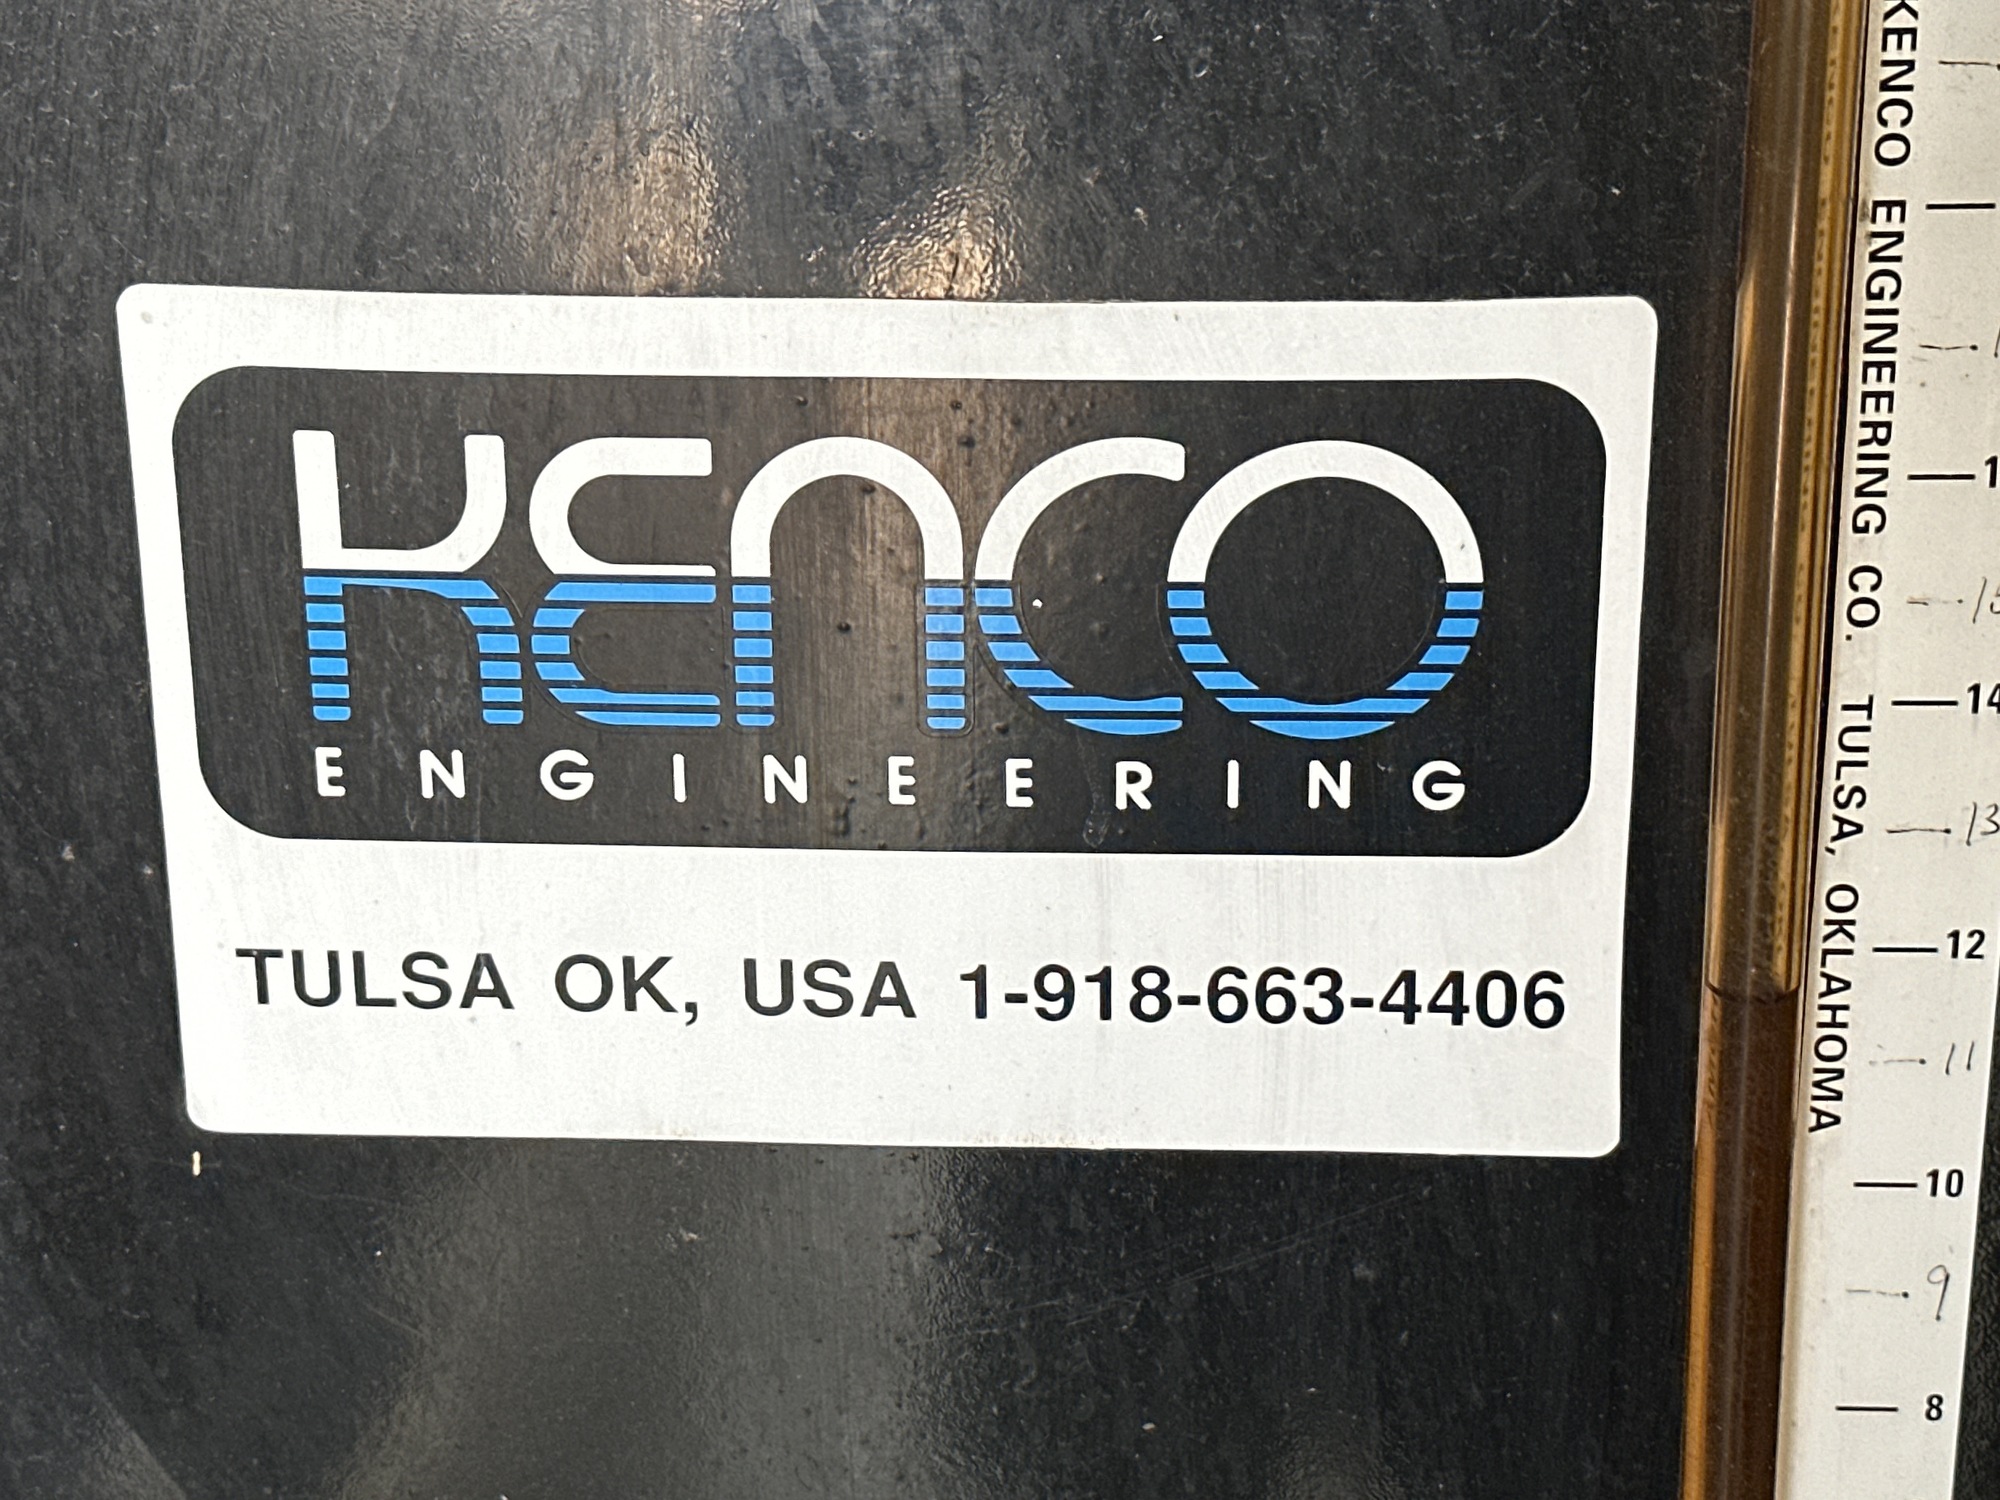 KENCO
ENGINEERING
TULSA OK, USA 1-918-663-4406
KENCO ENGINEERING CO. TULSA, OKLAHOMA
14
13
12
11
10
9
8